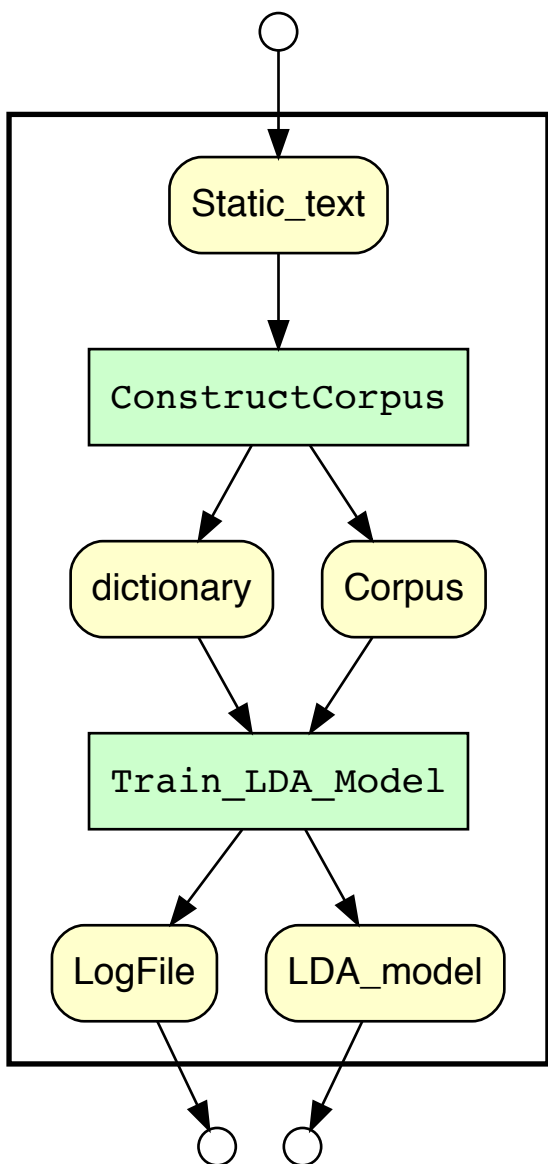 Static_text
ConstructCorpus
dictionary
Corpus
Train_LDA_Model
LogFile
LDA_model